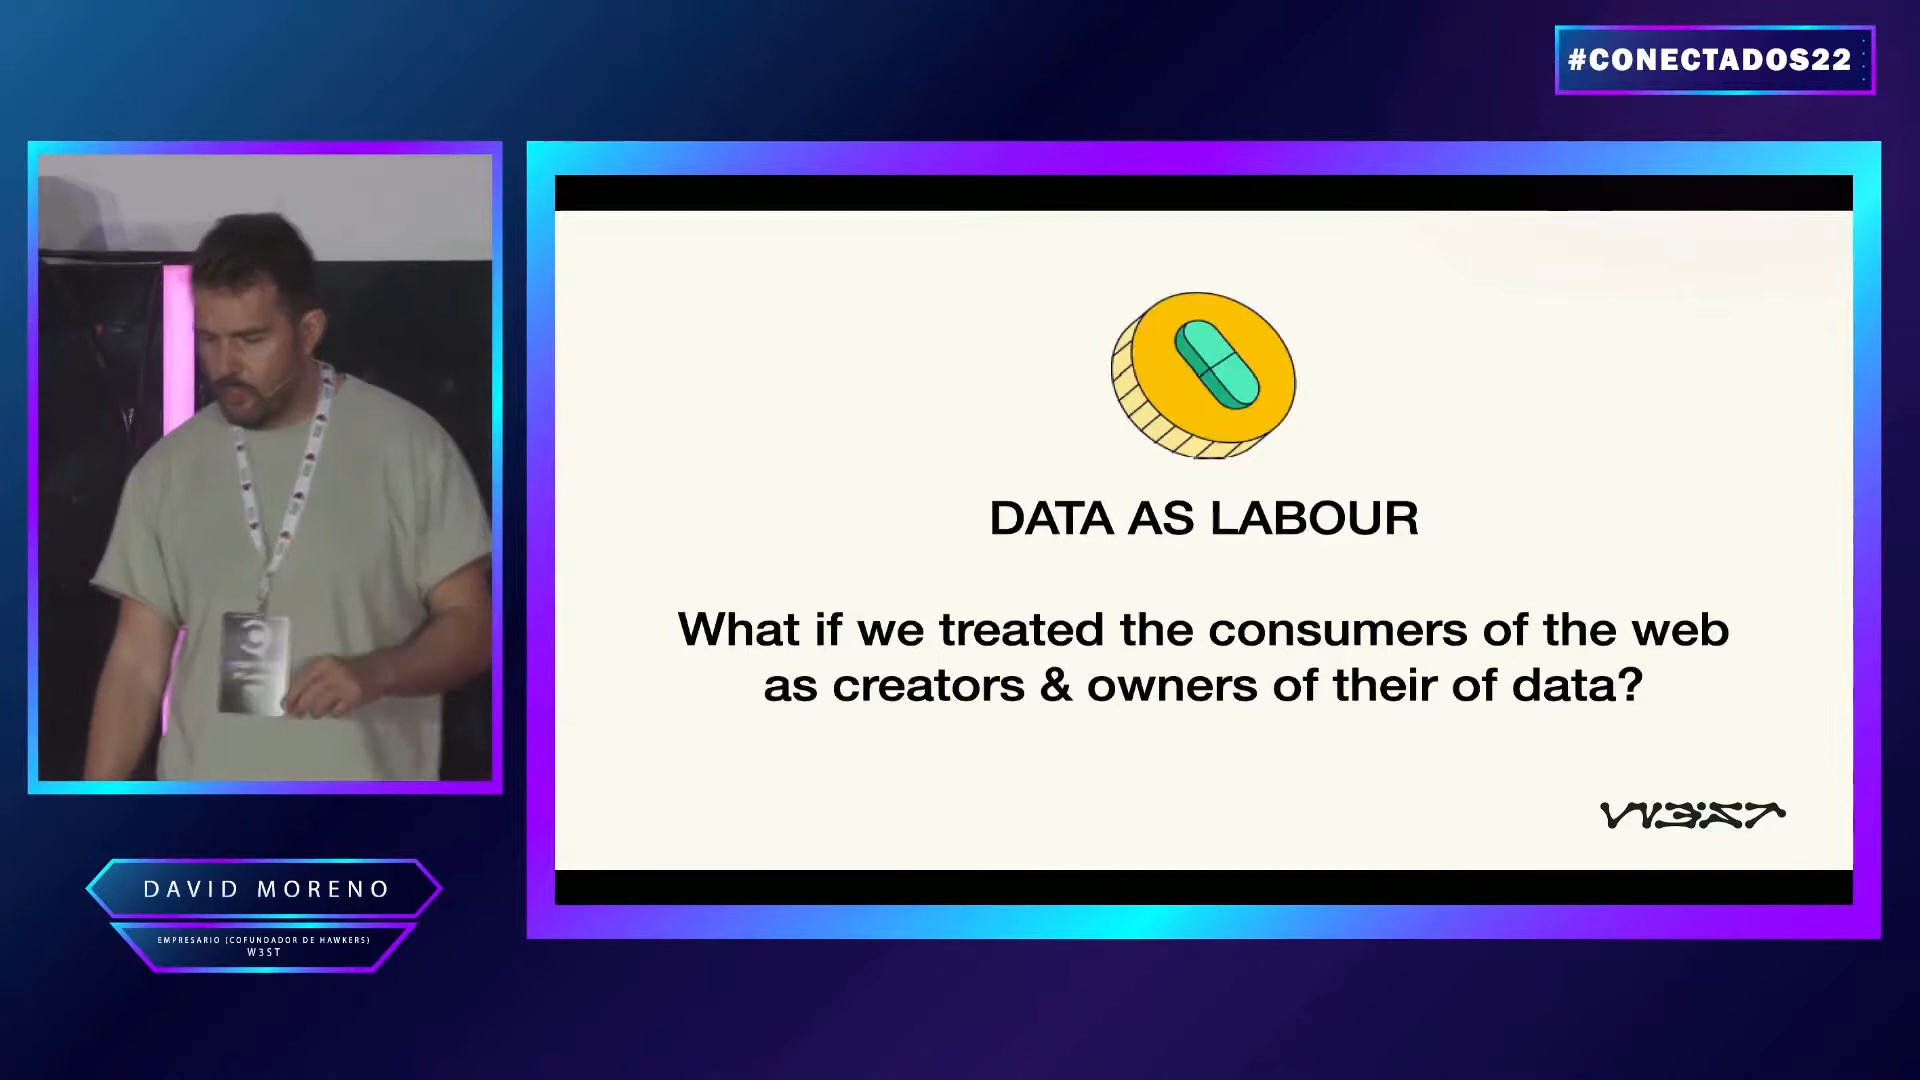 #CONECTADOS22
DATA AS LABOUR
What if we treated the consumers of the web
as creators & owners of their of data?
W3ST
DAVID MORENO
EMPRESARIO (COFUNDADOR DE HAWKERS)
W3ST